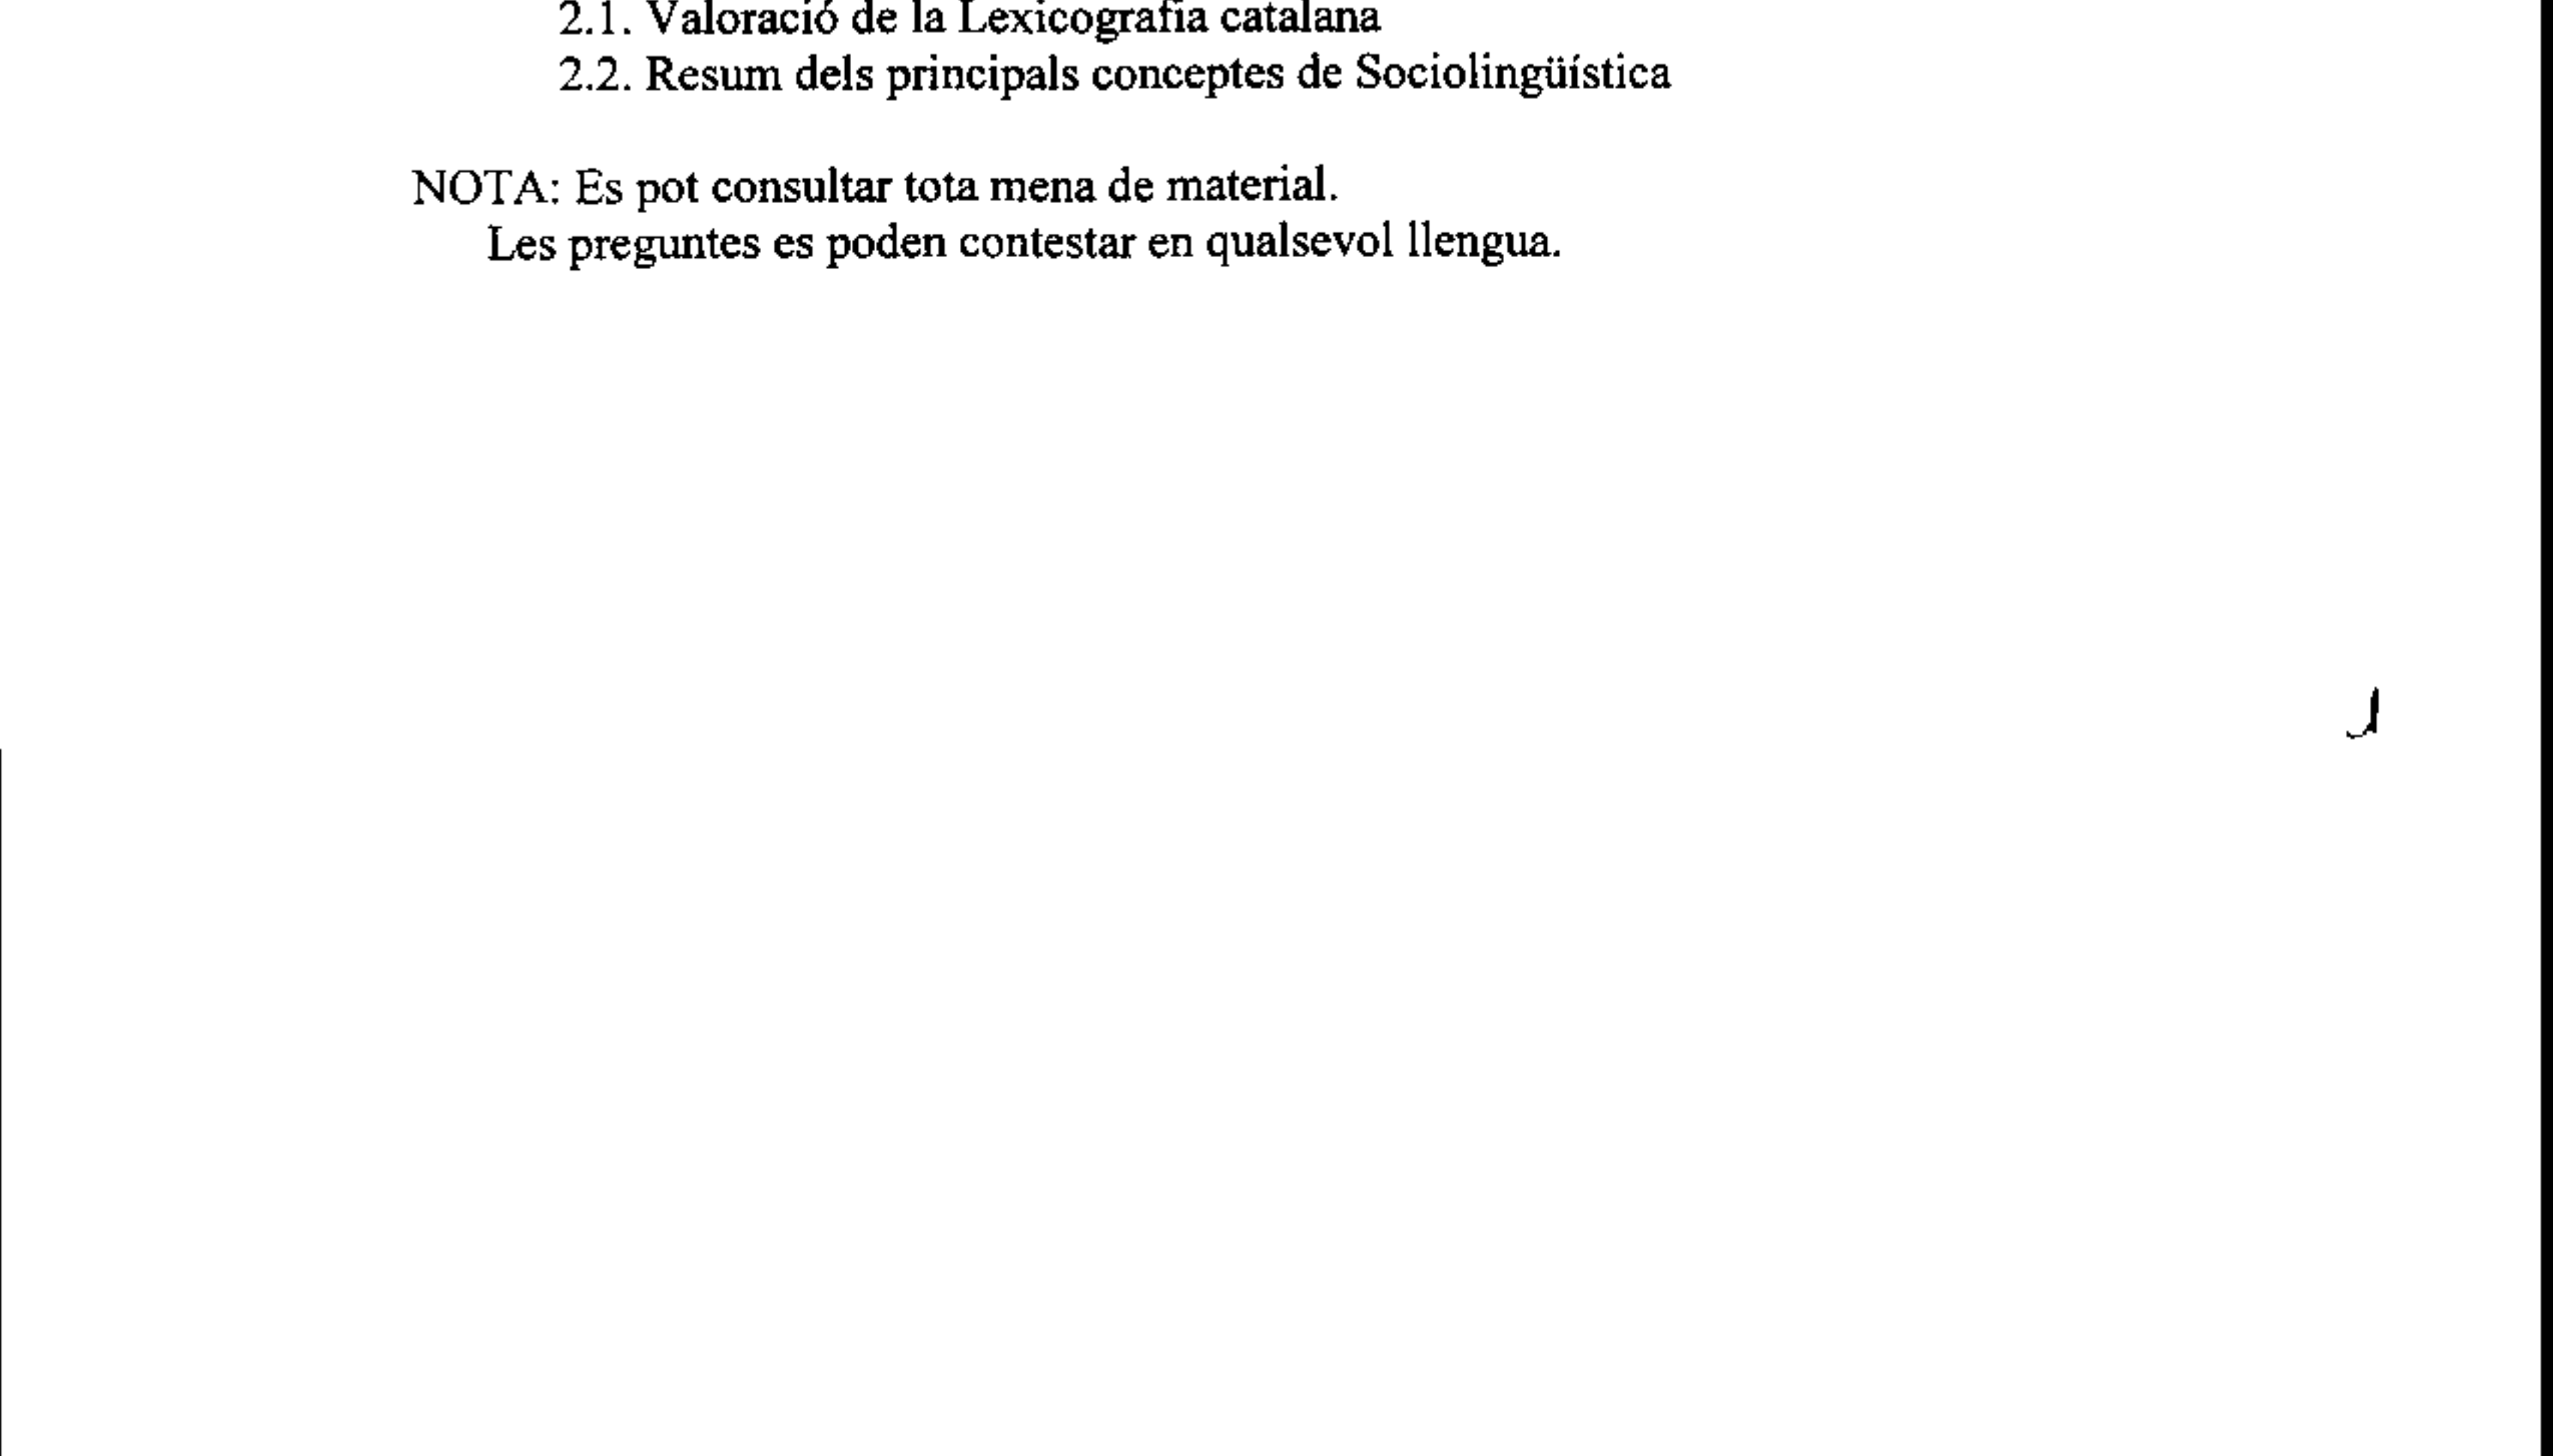 2.1. Valoració de la Lexicografia catalana
2.2. Resum dels principals conceptes de Sociolingüística
NOTA: Es pot consultar tota mena de material.
Les preguntes es poden contestar en qualsevol llengua.